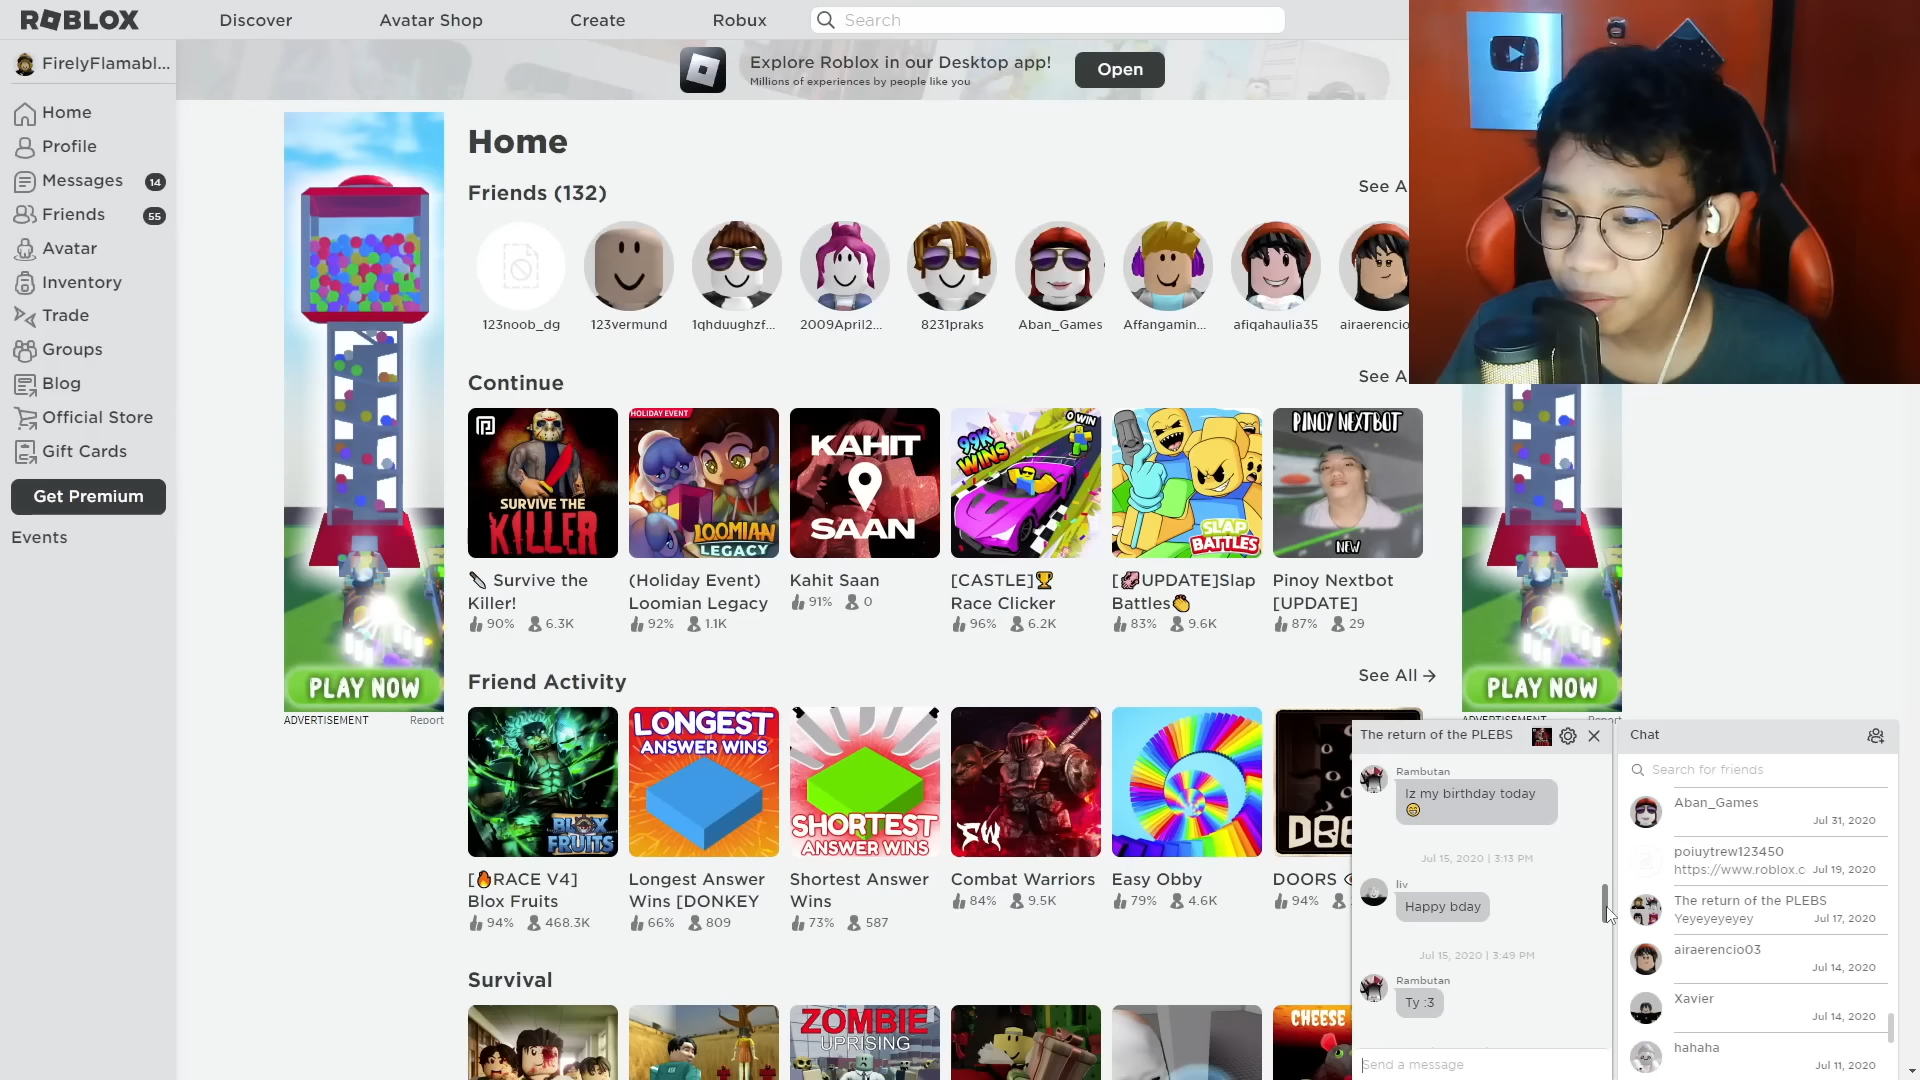 ROBLOX
Discover
Avatar Shop
Create
Robux
Search
FirelyFlamabl...
Explore Roblox in our Desktop app!
Millions of experiences by people like you
Open
Home
Profile
Messages
14
Friends
55
Avatar
Inventory
Trade
Groups
Blog
Official Store
Gift Cards
Get Premium
Events
PLAY NOW
ADVERTISEMENT
Report
Home
Friends (132)
See A
123noob_dg
123vermund
1qhduughzf...
2009April2...
8231praks
Aban_Games
Affangamin...
afiqahaulia35
airaerencio
Continue
See A
SURVIVE THE
KILLER
HOLIDAY EVENT
LOOMIAN
LEGACY
KAHIT
SAAN
0 WIN
99K
WINS
SLAP
BATTLES
PINOY NEXTBOT
NEW
🔪 Survive the
Killer!
90%
6.3K
(Holiday Event)
Loomian Legacy
92%
1.1K
Kahit Saan
91%
0
[CASTLE]🏆
Race Clicker
96%
6.2K
[🦑UPDATE]Slap
Battles👏
83%
9.6K
Pinoy Nextbot
[UPDATE]
87%
29
Friend Activity
See All →
BLOX
FRUITS
LONGEST
ANSWER WINS
SHORTEST
ANSWER WINS
[🔥RACE V4]
Blox Fruits
94%
468.3K
Longest Answer
Wins [DONKEY
66%
809
Shortest Answer
Wins
73%
587
Combat Warriors
84%
9.5K
Easy Obby
79%
4.6K
DOORS
94%
Survival
ZOMBIE
UPRISING
CHEESE
PLAY NOW
ADVERTISEMENT
Report
The return of the PLEBS
Rambutan
Iz my birthday today
😄
Jul 15, 2020 | 3:13 PM
liv
Happy bday
Jul 15, 2020 | 3:49 PM
Rambutan
Ty :3
Send a message
Chat
Search for friends
Aban_Games
Jul 31, 2020
poiuytrew123450
https://www.roblox.c
Jul 19, 2020
The return of the PLEBS
Yeyeyeyeyey
Jul 17, 2020
airaerencio03
Jul 14, 2020
Xavier
Jul 14, 2020
hahaha
Jul 11, 2020